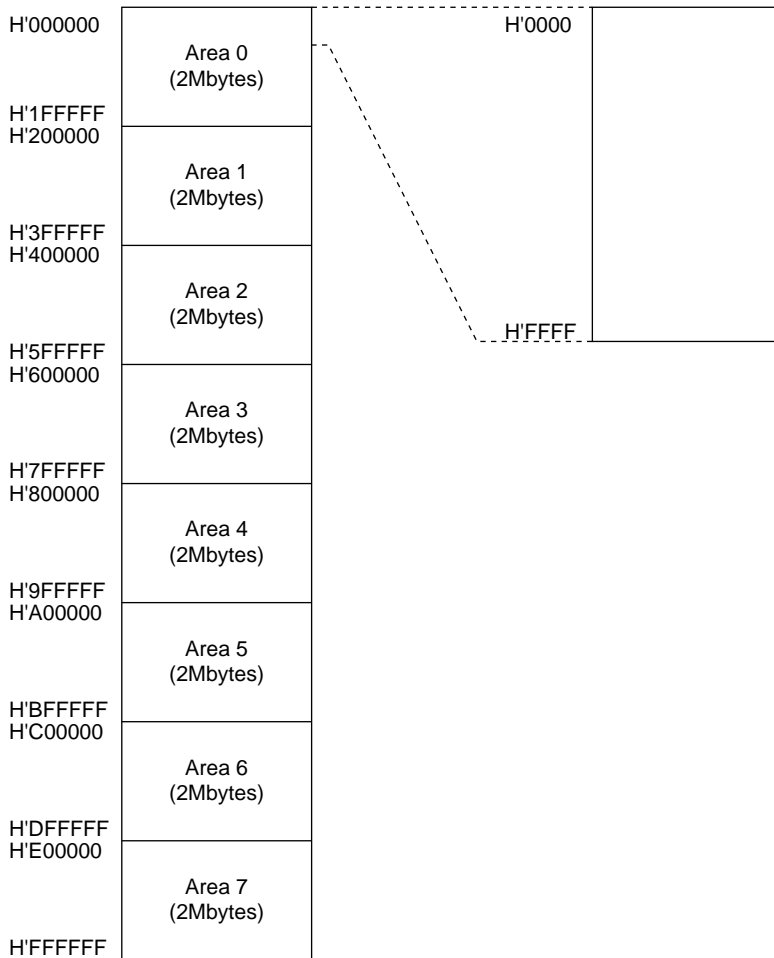 H'000000
Area 0
(2Mbytes)
H'1FFFFF
H'200000
Area 1
(2Mbytes)
H'3FFFFF
H'400000
Area 2
(2Mbytes)
H'5FFFFF
H'600000
Area 3
(2Mbytes)
H'7FFFFF
H'800000
Area 4
(2Mbytes)
H'9FFFFF
H'A00000
Area 5
(2Mbytes)
H'BFFFFF
H'C00000
Area 6
(2Mbytes)
H'DFFFFF
H'E00000
Area 7
(2Mbytes)
H'FFFFFF
H'0000
H'FFFF